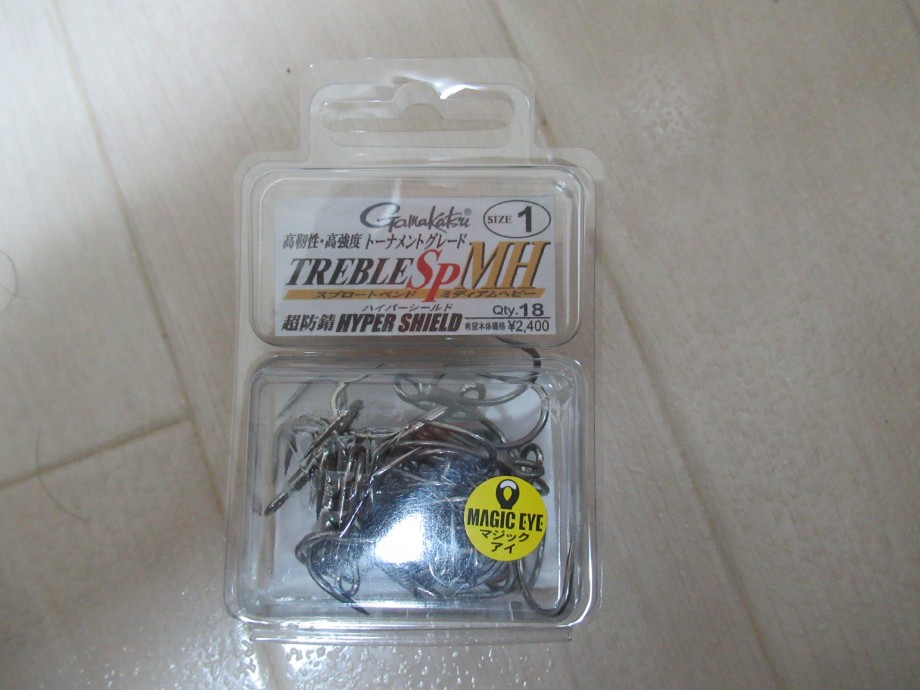 Gamakatsu® SIZE 1
高靭性・高強度 トーナメントグレード
TREBLE Sp MH
スプロートベンド ミディアムヘビー
ハイパーシールド
超防錆 HYPER SHIELD
Qty.18
希望本体価格 ¥2,400
MAGIC EYE
マジック
アイ